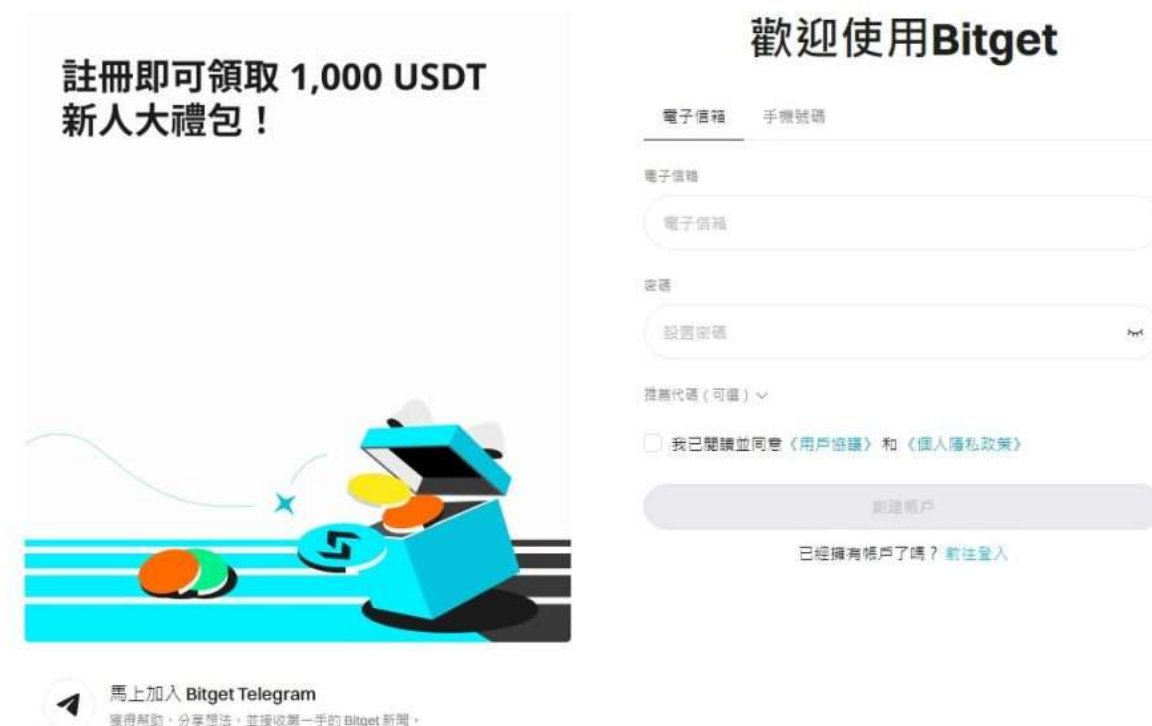 註冊即可領取 1,000 USDT
新人大禮包！
馬上加入 Bitget Telegram
獲得幫助，分享想法，並接收第一手的 Bitget 新聞。
歡迎使用Bitget
電子信箱 手機號碼
電子信箱
電子信箱
密碼
設置密碼
推薦代碼（可選）
我已閱讀並同意《用戶協議》和《個人隱私政策》
創建帳戶
已經擁有帳戶了嗎？前往登入